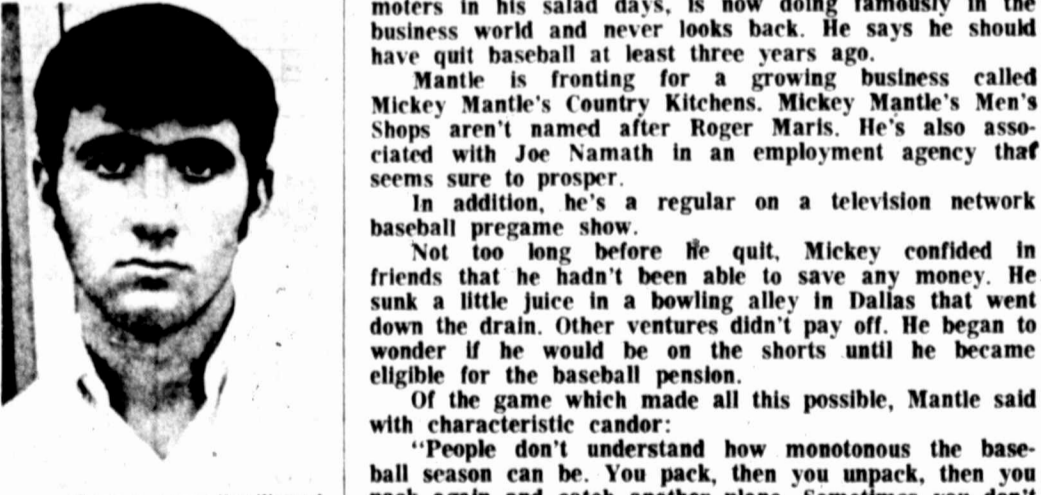 moters in his salad days, is now doing famously in the
business world and never looks back. He says he should
have quit baseball at least three years ago.
Mantle is fronting for a growing business called
Mickey Mantle's Country Kitchens. Mickey Mantle's Men's
Shops aren't named after Roger Maris. He's also asso-
ciated with Joe Namath in an employment agency that
seems sure to prosper.
In addition, he's a regular on a television network
baseball pregame show.
Not too long before he quit, Mickey confided in
friends that he hadn't been able to save any money. He
sunk a little juice in a bowling alley in Dallas that went
down the drain. Other ventures didn't pay off. He began to
wonder if he would be on the shorts until he became
eligible for the baseball pension.
Of the game which made all this possible, Mantle said
with characteristic candor:
"People don't understand how monotonous the base-
ball season can be. You pack, then you unpack, then you